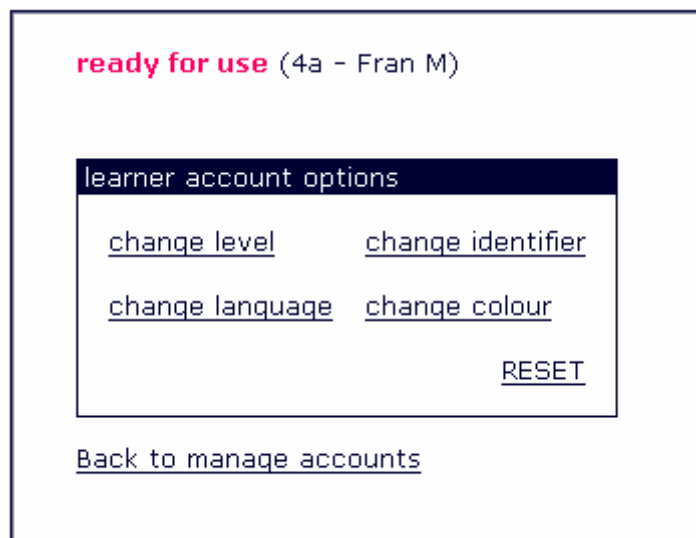 ready for use (4a – Fran M)
learner account options
change level change identifier
change language change colour
RESET
Back to manage accounts